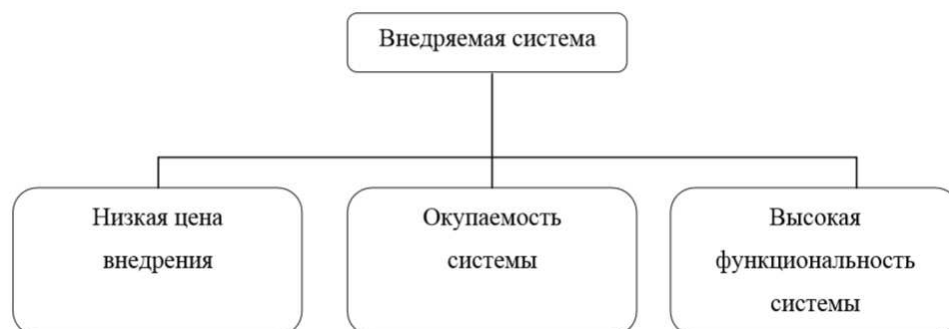 Внедряемая система
Низкая цена
внедрения
Окупаемость
системы
Высокая
функциональность
системы